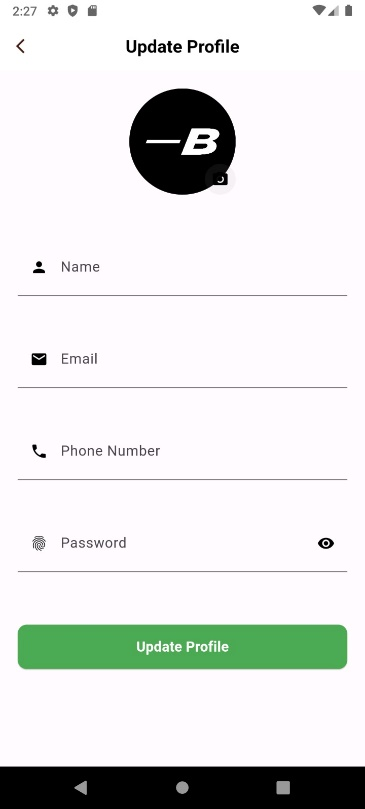 2:27
Update Profile
B
Name
Email
Phone Number
Password
Update Profile